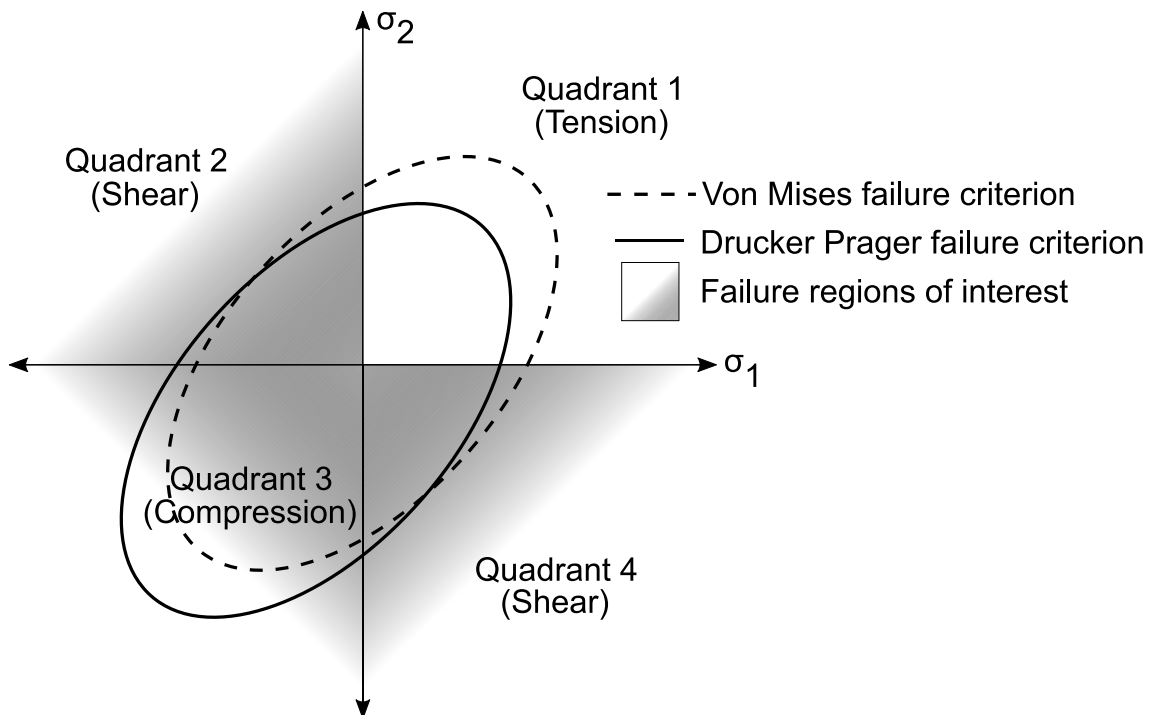 σ2
Quadrant 1
(Tension)
Quadrant 2
(Shear)
Von Mises failure criterion
Drucker Prager failure criterion
Failure regions of interest
σ1
Quadrant 3
(Compression)
Quadrant 4
(Shear)